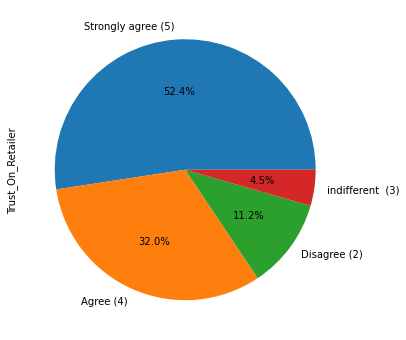 Strongly agree (5)
52.4%
Trust_On_Retailer
4.5%
indifferent  (3)
11.2%
32.0%
Disagree (2)
Agree (4)